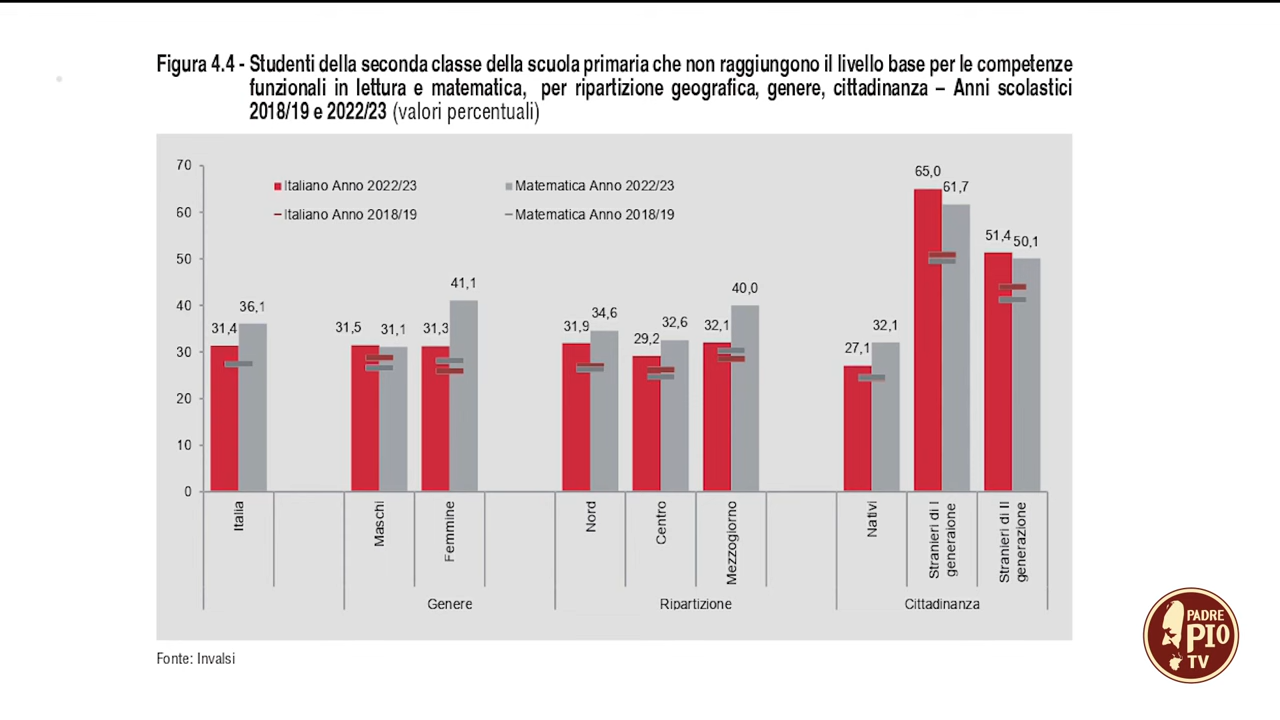 Figura 4.4 - Studenti della seconda classe della scuola primaria che non raggiungono il livello base per le competenze
funzionali in lettura e matematica, per ripartizione geografica, genere, cittadinanza – Anni scolastici
2018/19 e 2022/23 (valori percentuali)
70
60
50
40
30
20
10
0
Italiano Anno 2022/23
Matematica Anno 2022/23
Italiano Anno 2018/19
Matematica Anno 2018/19
31,4
36,1
31,5
31,1
31,3
41,1
31,9
34,6
29,2
32,6
32,1
40,0
27,1
32,1
65,0
61,7
51,4
50,1
Italia
Maschi
Femmine
Nord
Centro
Mezzogiorno
Nativi
Stranieri di I
generaione
Stranieri di II
generazione
Genere
Ripartizione
Cittadinanza
Fonte: Invalsi
PADRE
PIO
TV